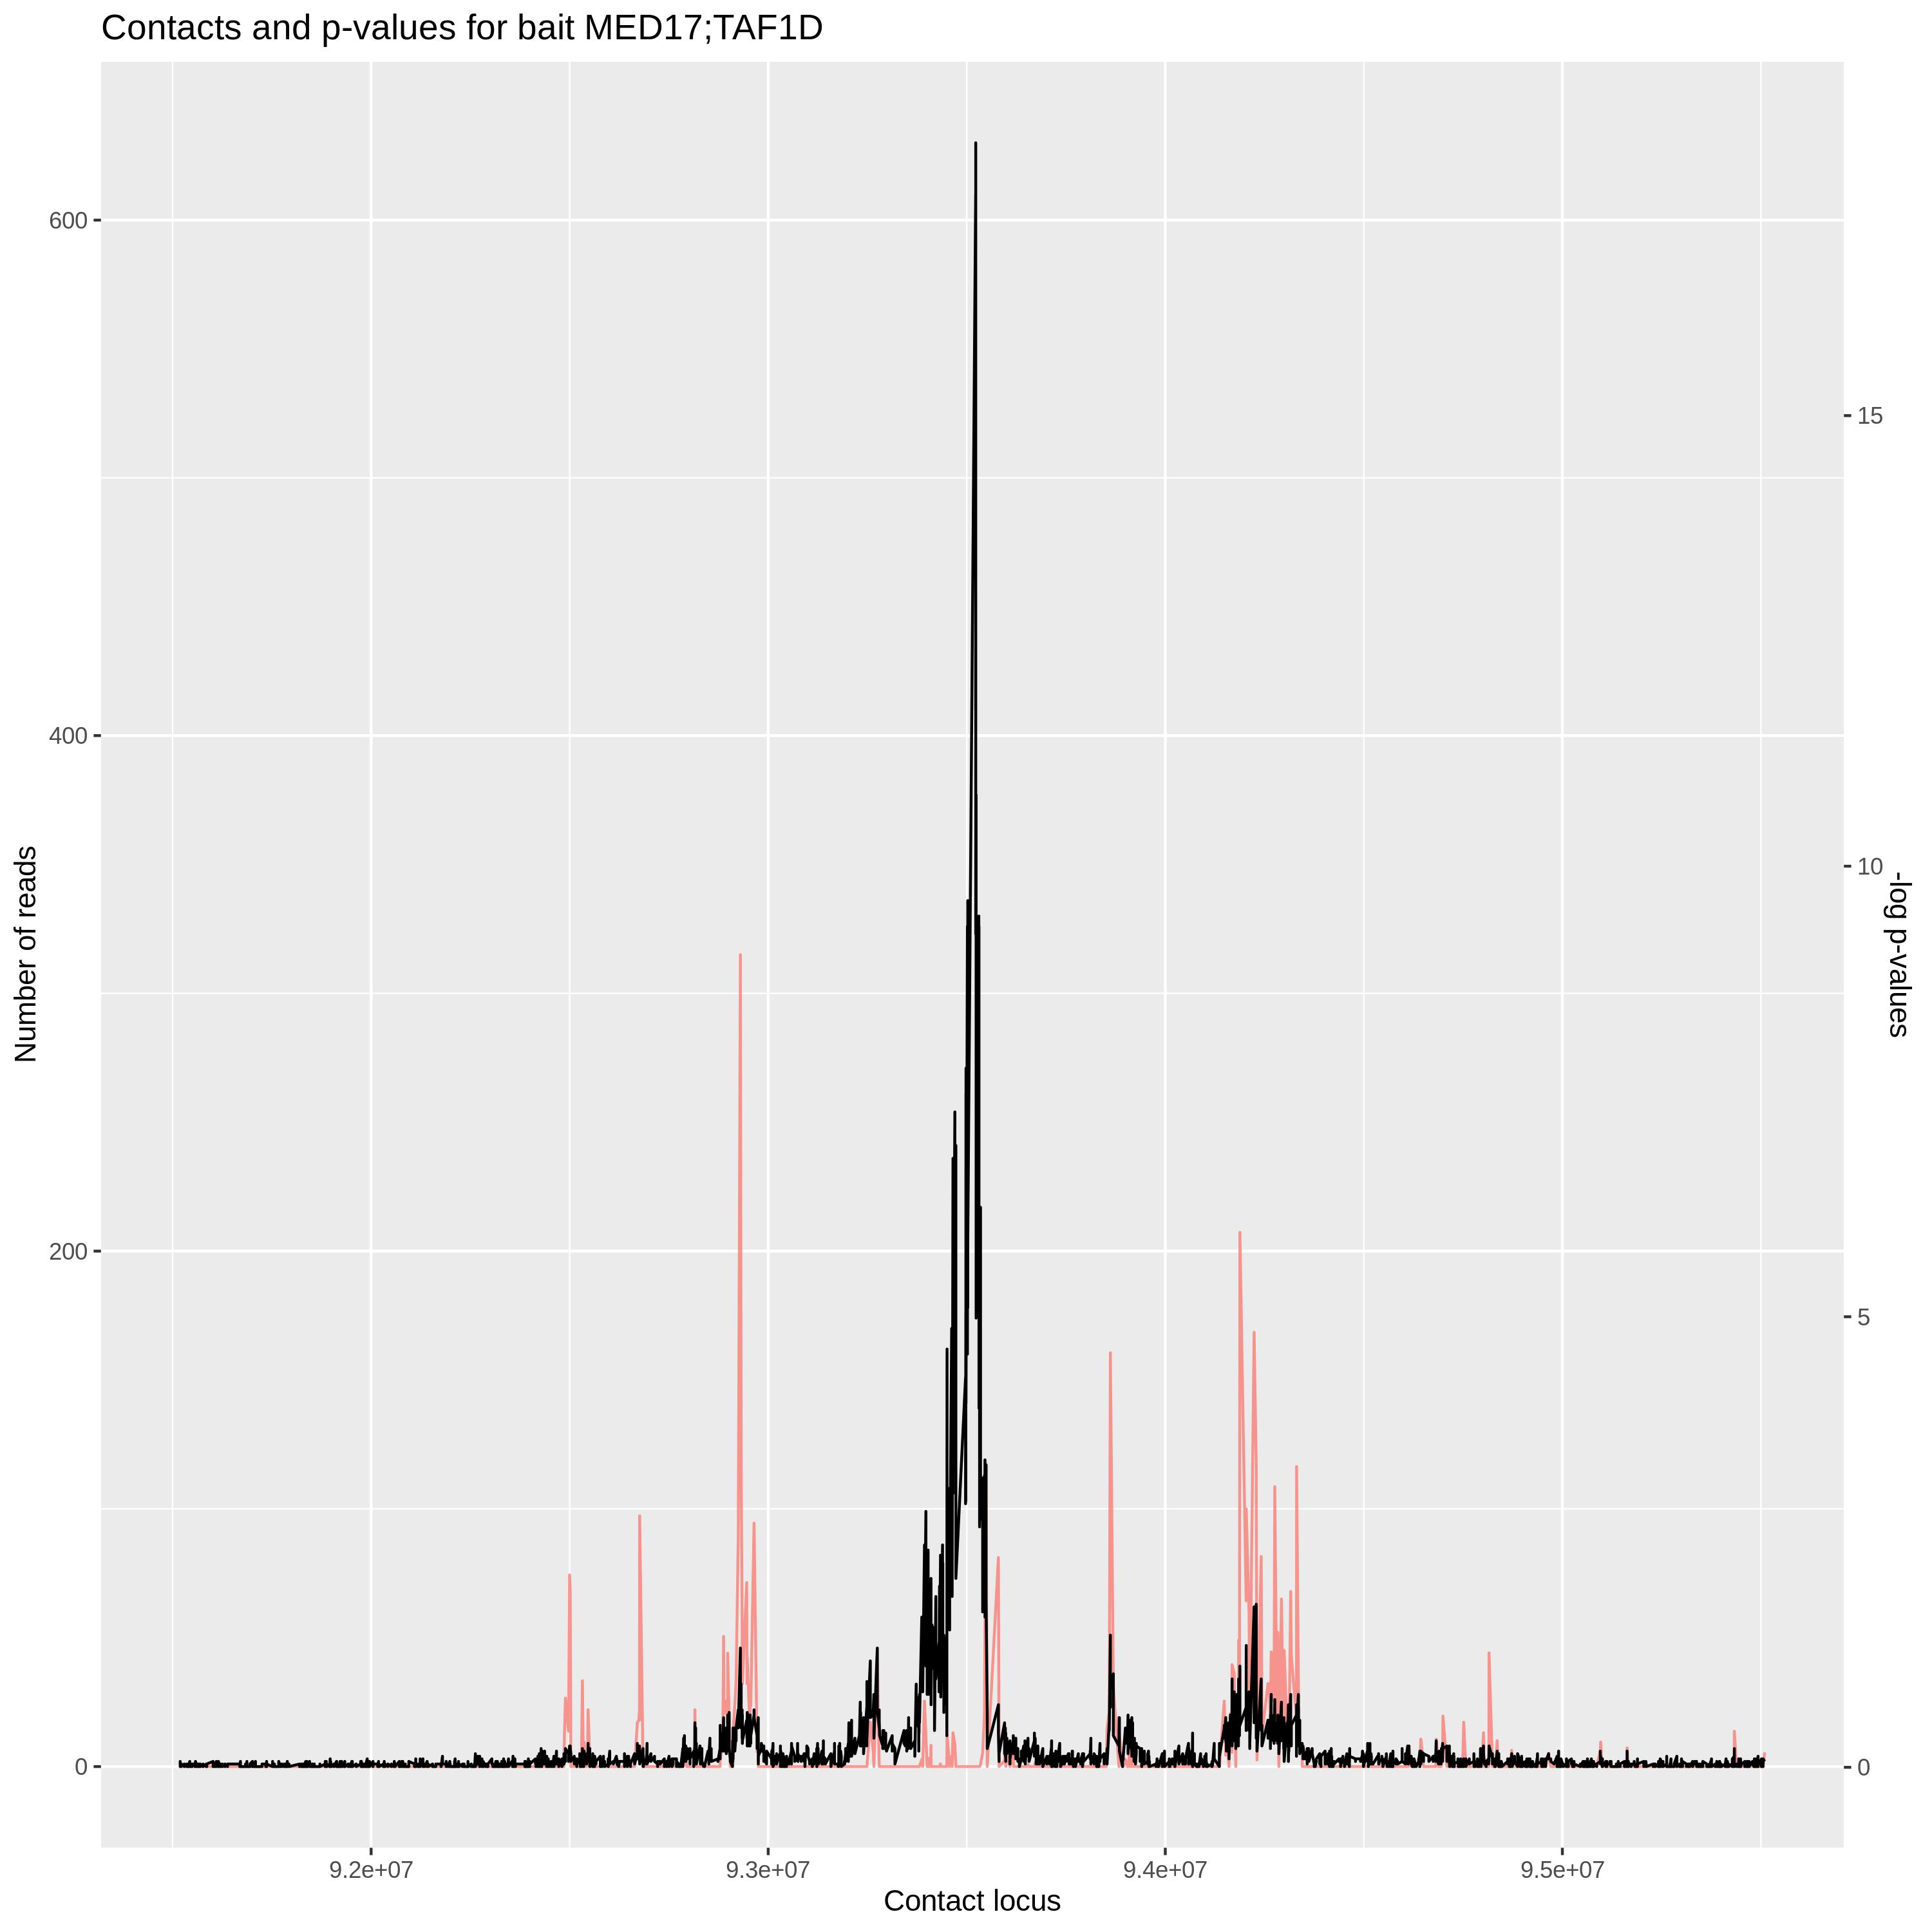 Contacts and p-values for bait MED17;TAF1D
600
400
200
0
Number of reads
15
10
5
0
-log p-values
9.2e+07
9.3e+07
9.4e+07
9.5e+07
Contact locus